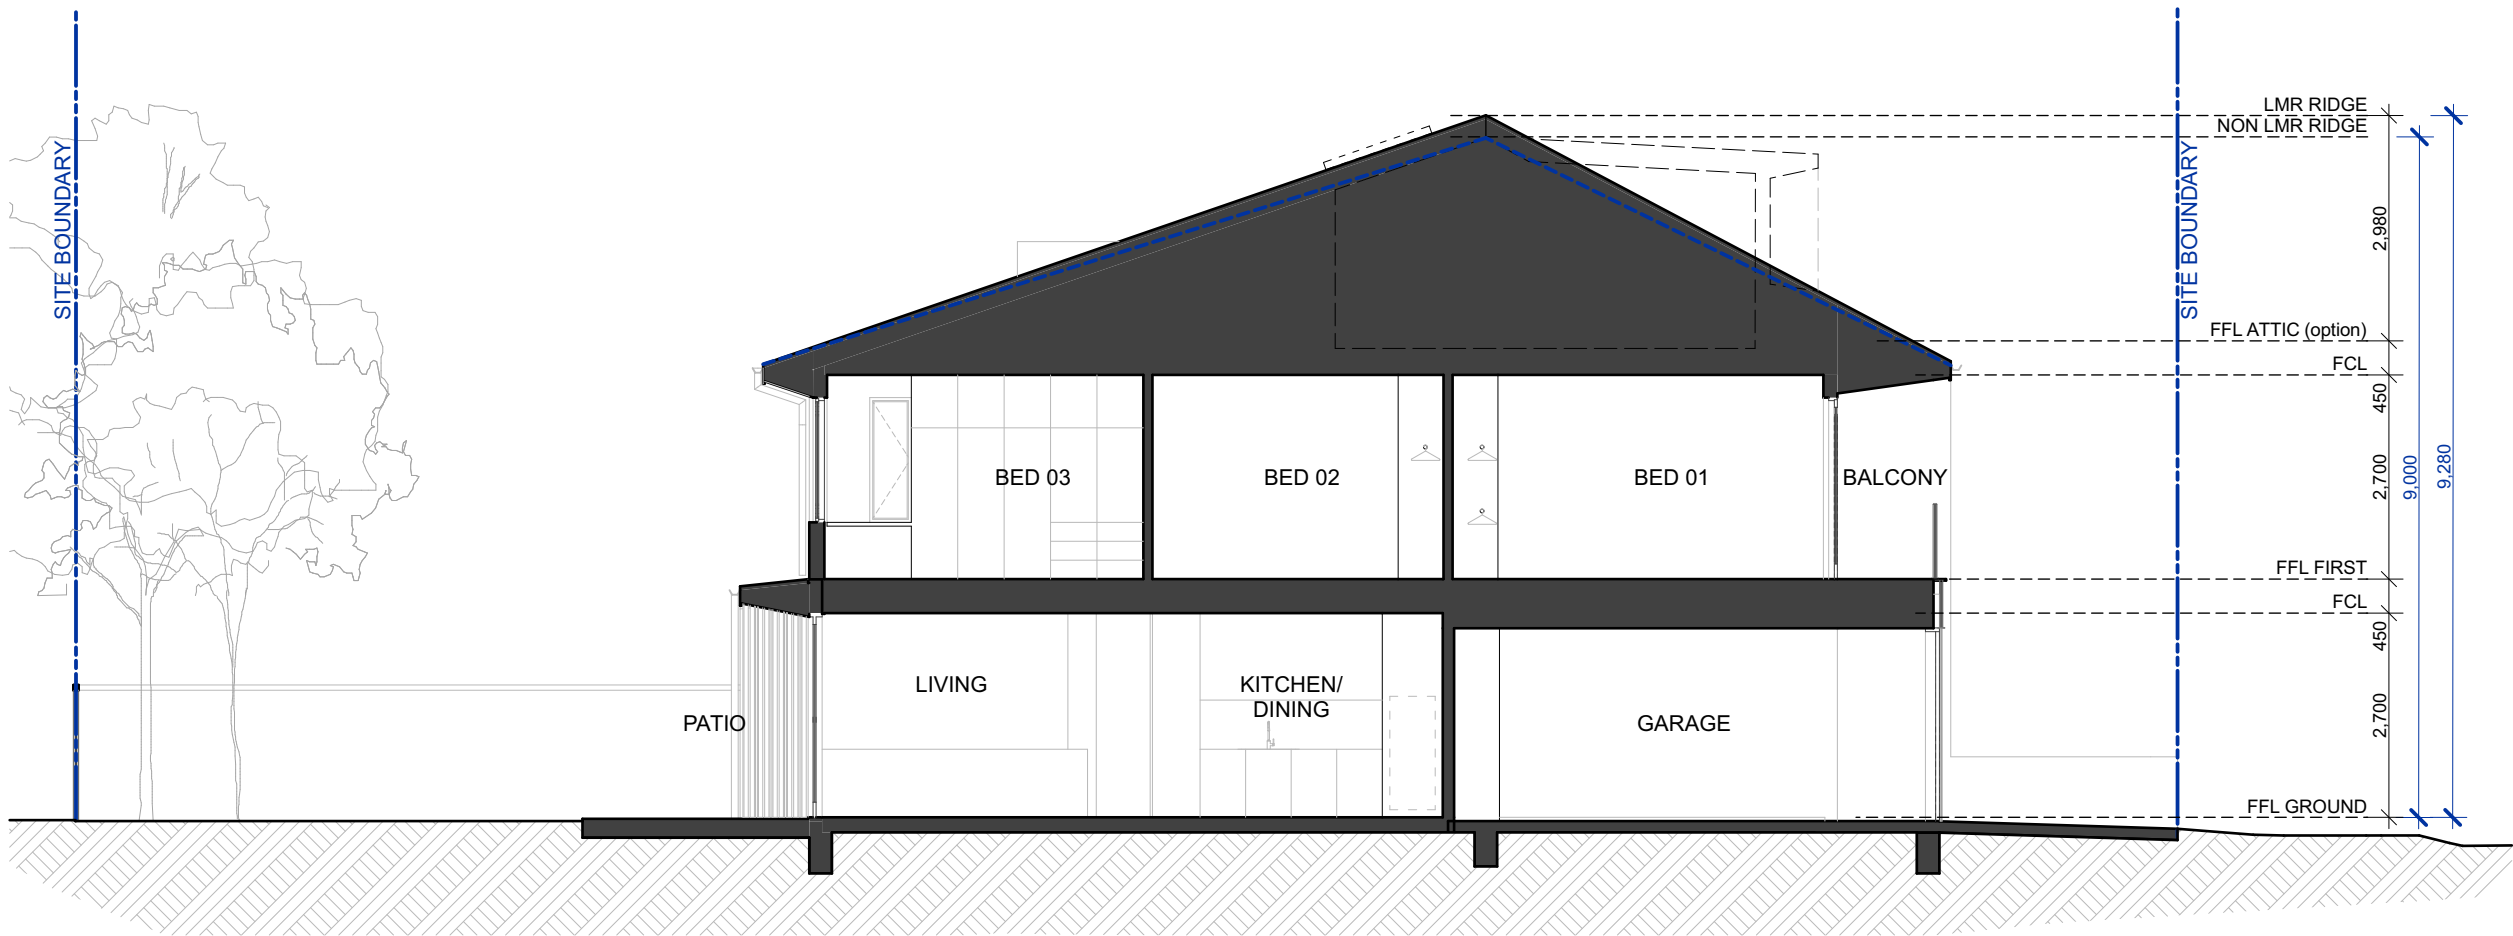 LMR RIDGE
NON LMR RIDGE
SITE BOUNDARY
SITE BOUNDARY
2,980
FFL ATTIC (option)
FCL
450
BED 03
BED 02
BED 01
BALCONY
2,700
9,000
9,280
FFL FIRST
FCL
450
LIVING
KITCHEN/
DINING
PATIO
GARAGE
2,700
FFL GROUND